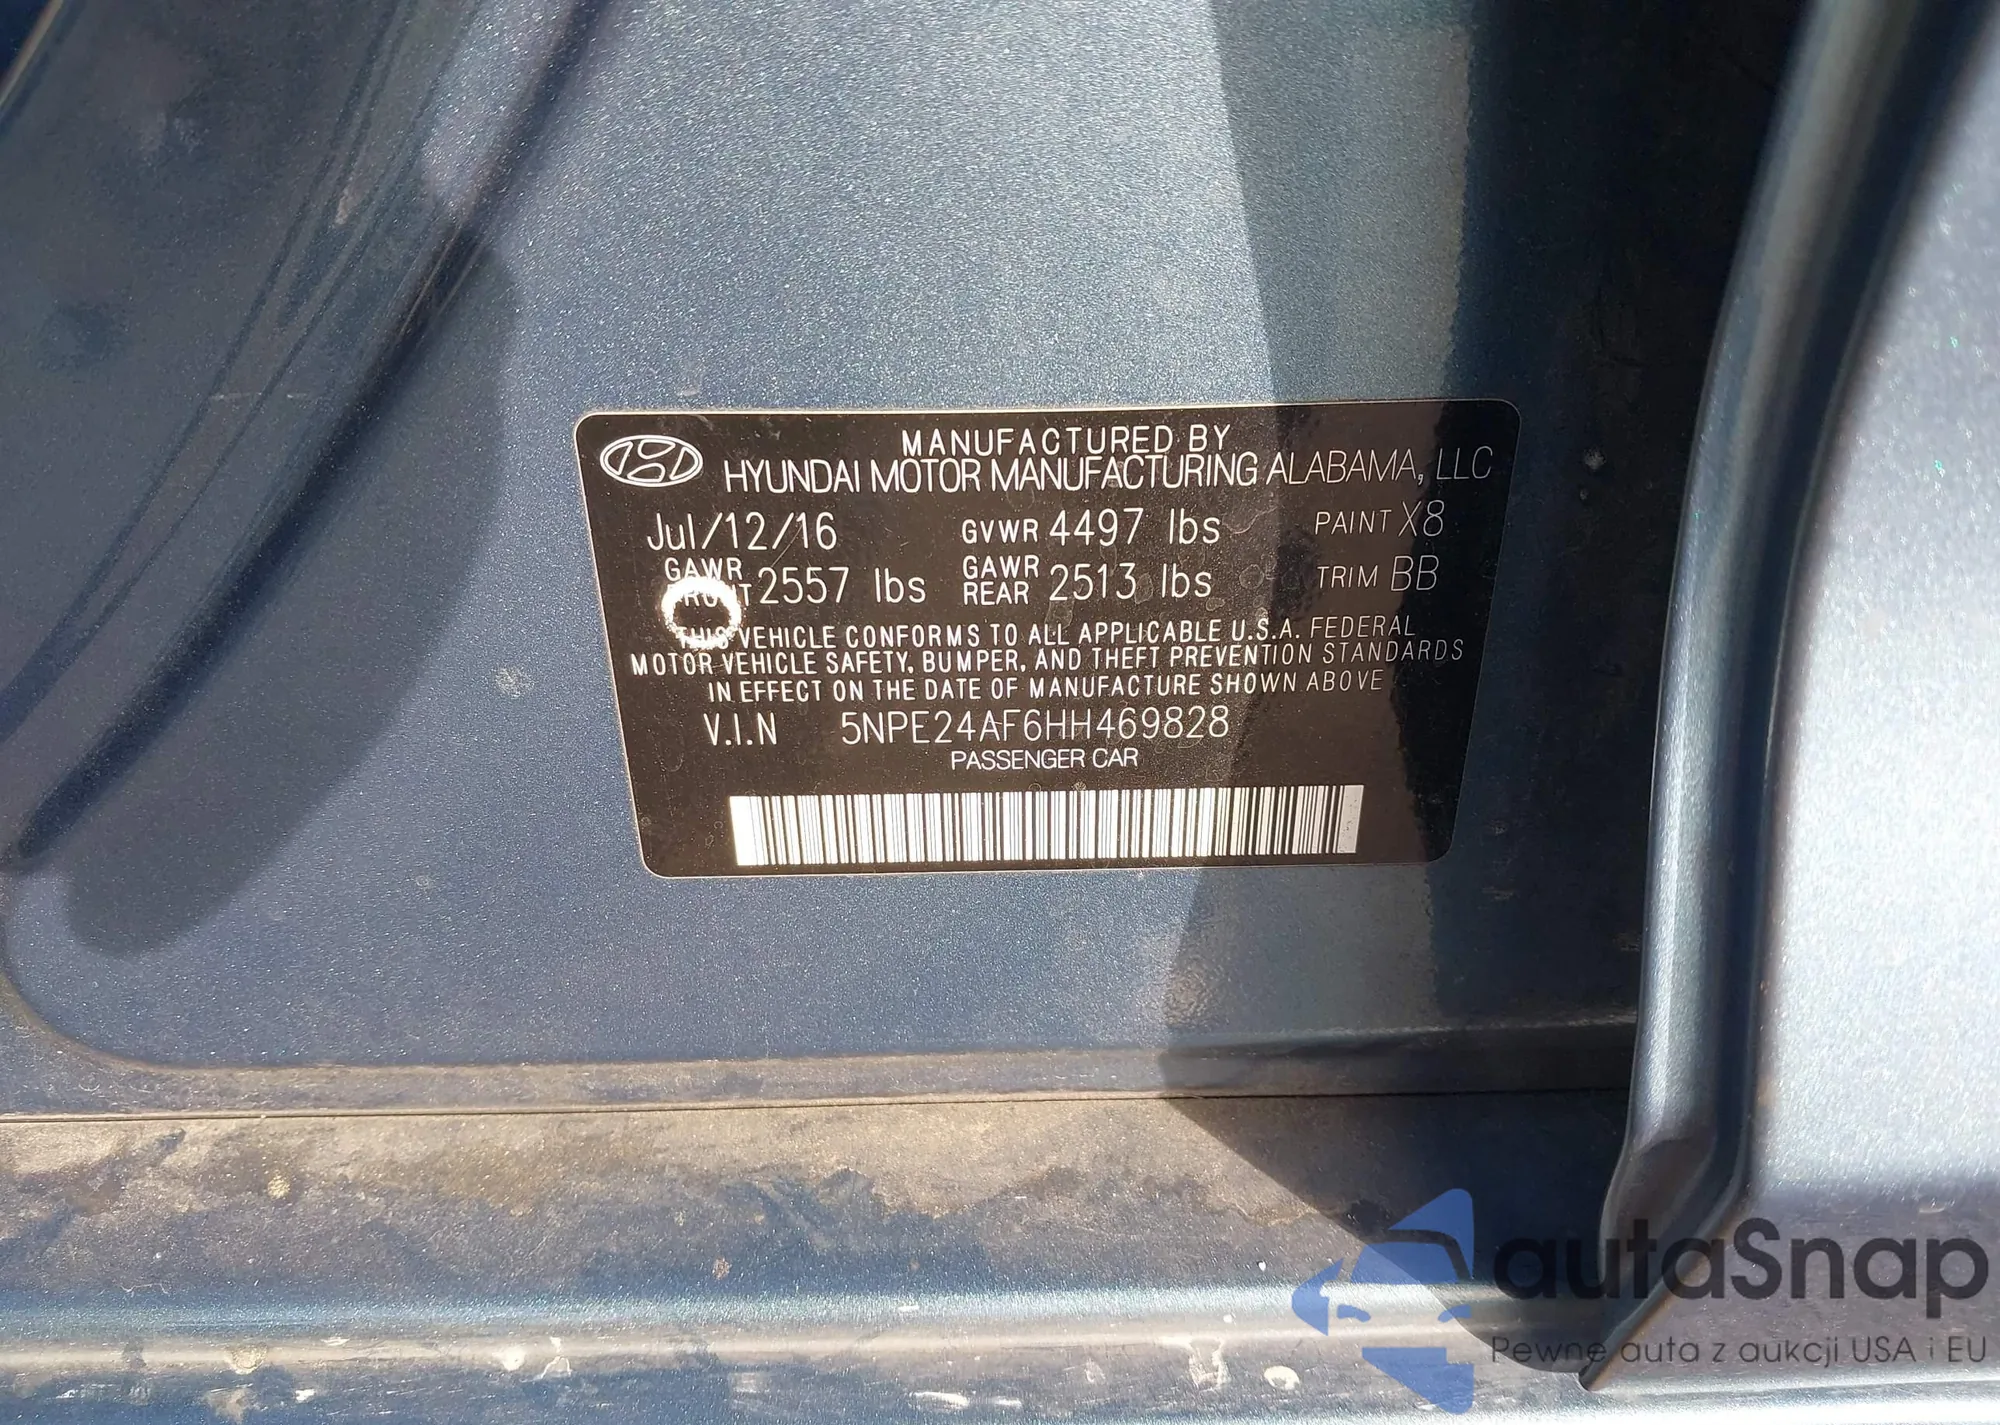 MANUFACTURED BY
HYUNDAI MOTOR MANUFACTURING ALABAMA, LLC
Jul/12/16 GVWR 4497 lbs PAINT X8
GAWR FRONT 2557 lbs GAWR REAR 2513 lbs TRIM BB
THIS VEHICLE CONFORMS TO ALL APPLICABLE U.S.A. FEDERAL
MOTOR VEHICLE SAFETY, BUMPER, AND THEFT PREVENTION STANDARDS
IN EFFECT ON THE DATE OF MANUFACTURE SHOWN ABOVE
V.I.N 5NPE24AF6HH469828
PASSENGER CAR
autaSnap
Pewne auta z aukcji USA i EU